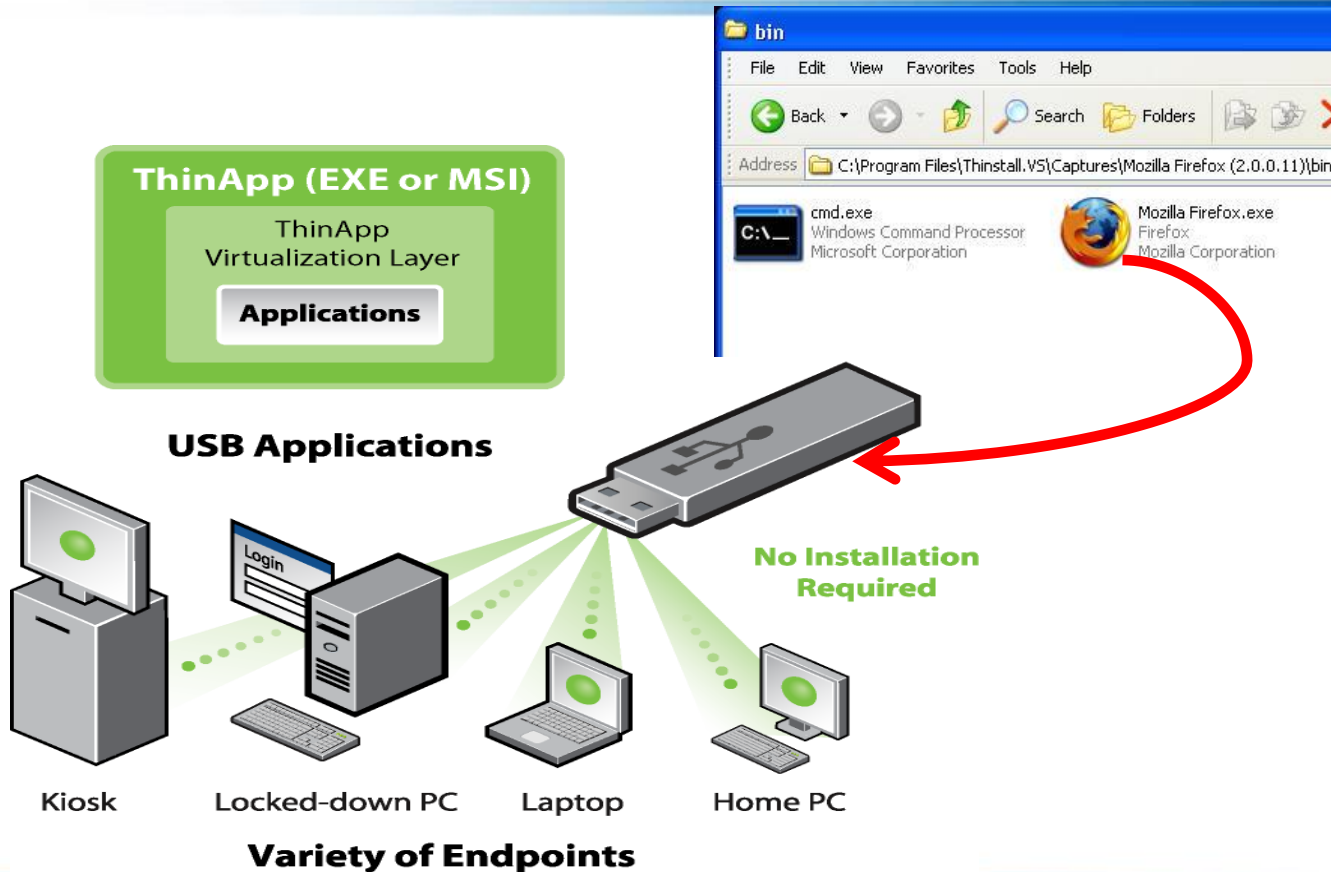 bin
File Edit View Favorites Tools Help
Back Search Folders
Address C:\Program Files\Thinstall.VS\Captures\Mozilla Firefox (2.0.0.11)\bin
cmd.exe
Windows Command Processor
Microsoft Corporation
C:\_
Mozilla Firefox.exe
Firefox
Mozilla Corporation
ThinApp (EXE or MSI)
ThinApp
Virtualization Layer
Applications
USB Applications
No Installation
Required
Login
Kiosk
Locked-down PC
Laptop
Home PC
Variety of Endpoints